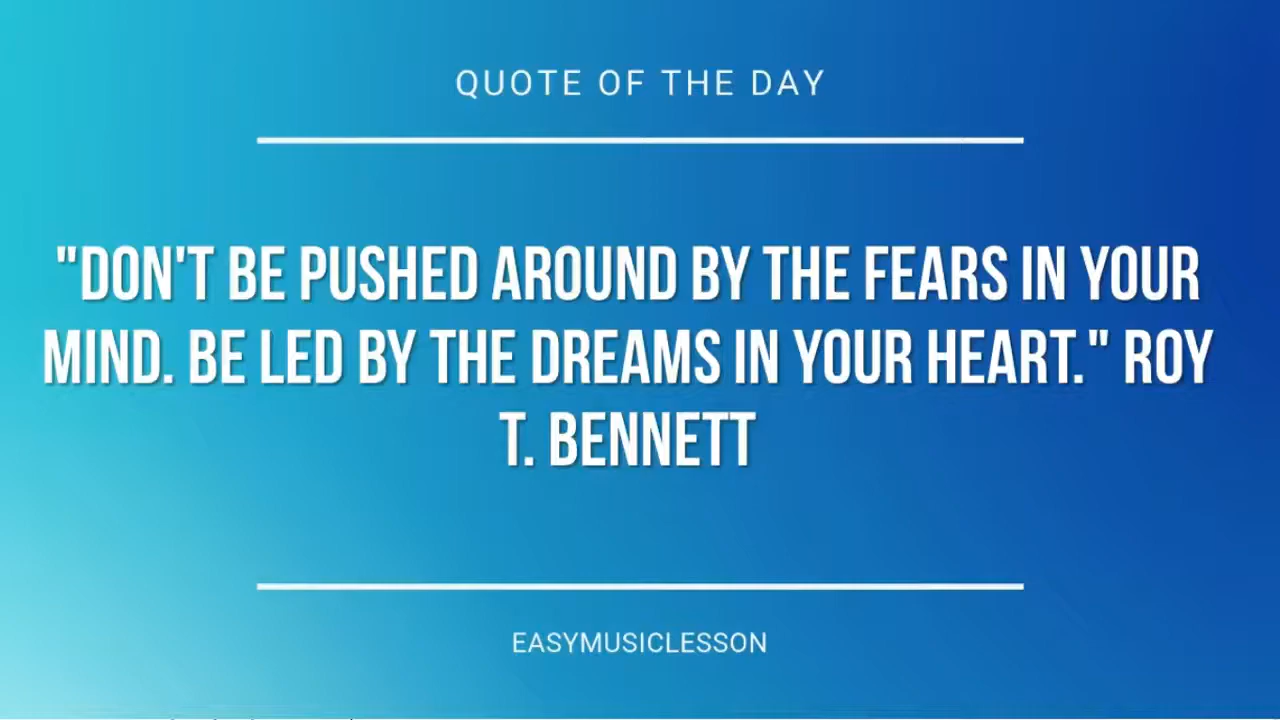 QUOTE OF THE DAY
"DON'T BE PUSHED AROUND BY THE FEARS IN YOUR
MIND. BE LED BY THE DREAMS IN YOUR HEART." ROY
T. BENNETT
EASYMUSICLESSON